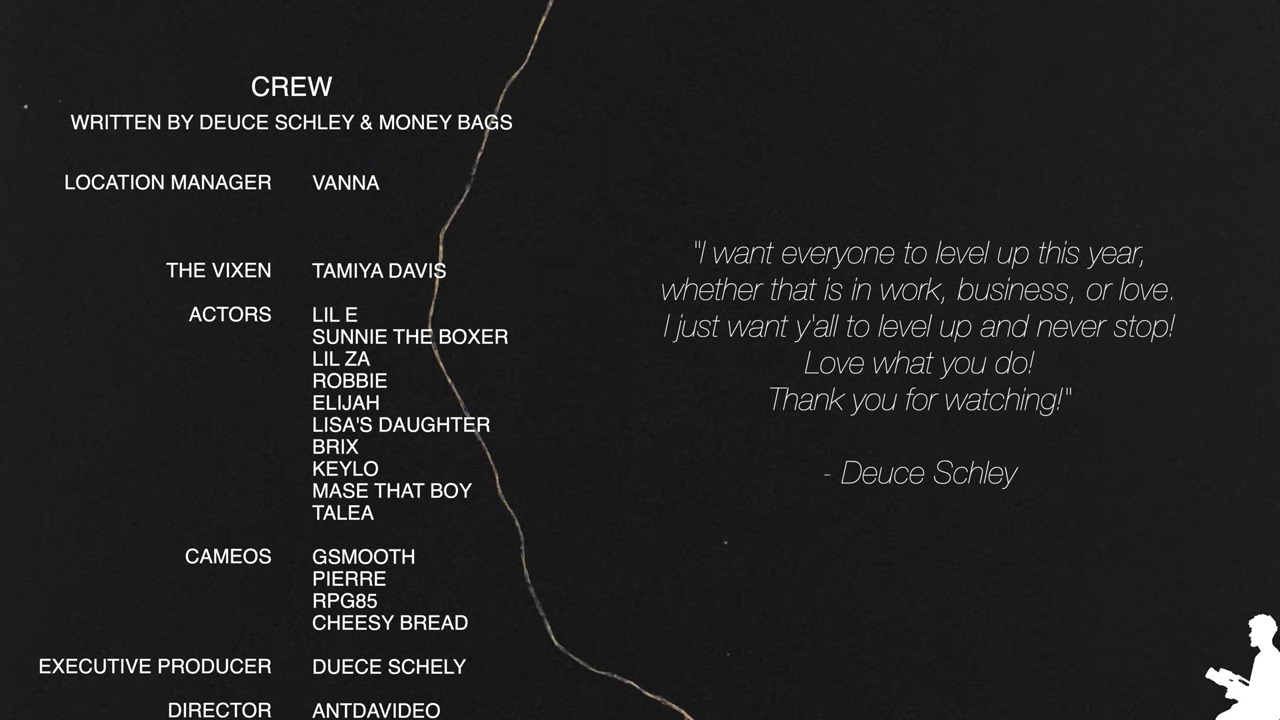 CREW
WRITTEN BY DEUCE SCHLEY & MONEY BAGS
LOCATION MANAGER VANNA
THE VIXEN TAMIYA DAVIS
ACTORS LIL E
SUNNIE THE BOXER
LIL ZA
ROBBIE
ELIJAH
LISA'S DAUGHTER
BRIX
KEYLO
MASE THAT BOY
TALEA
CAMEOS GSMOOTH
PIERRE
RPG85
CHEESY BREAD
EXECUTIVE PRODUCER DUECE SCHELY
DIRECTOR ANTDAVIDEO
"I want everyone to level up this year,
whether that is in work, business, or love.
I just want y'all to level up and never stop!
Love what you do!
Thank you for watching!"
- Deuce Schley